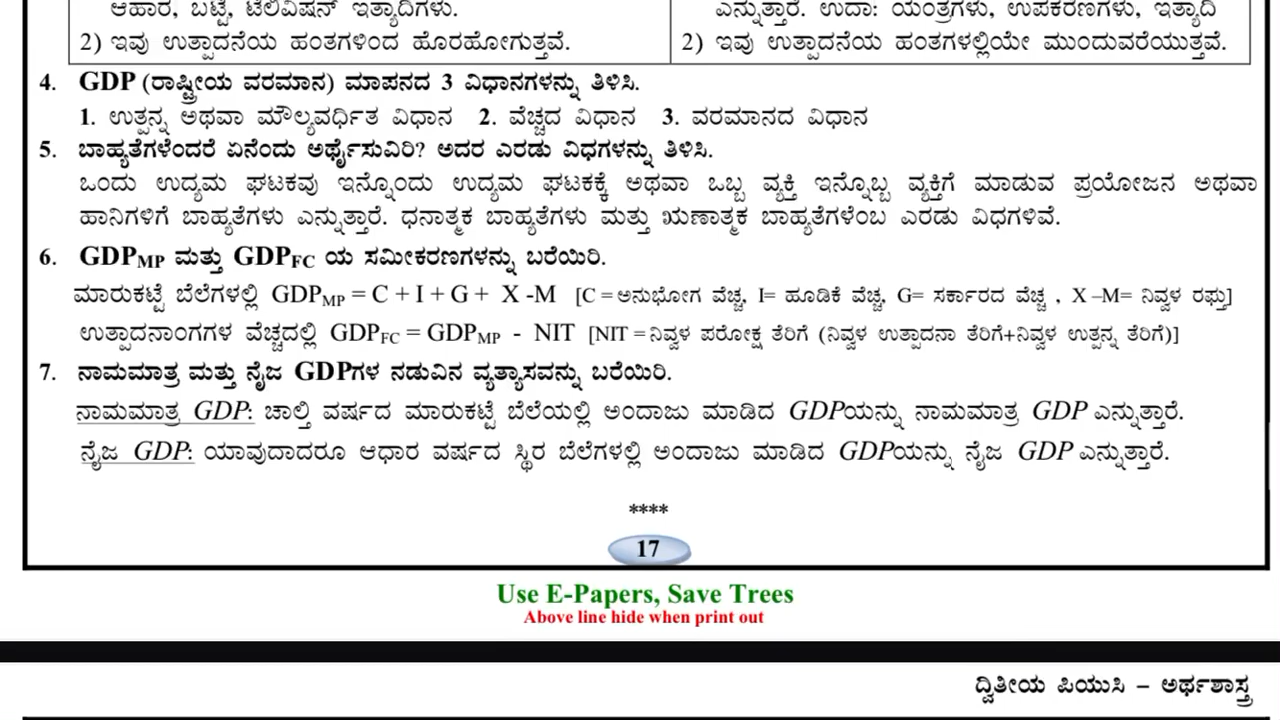 ಆಹಾರ, ಬಟ್ಟೆ, ಟೆಲಿವಿಷನ್ ಇತ್ಯಾದಿಗಳು.
ಎನ್ನುತ್ತಾರೆ. ಉದಾ: ಯಂತ್ರಗಳು, ಉಪಕರಣಗಳು, ಇತ್ಯಾದಿ
2) ಇವು ಉತ್ಪಾದನೆಯ ಹಂತಗಳಿಂದ ಹೊರಹೋಗುತ್ತವೆ.
2) ಇವು ಉತ್ಪಾದನೆಯ ಹಂತಗಳಲ್ಲಿಯೇ ಮುಂದುವರೆಯುತ್ತವೆ.
4. GDP (ರಾಷ್ಟ್ರೀಯ ವರಮಾನ) ಮಾಪನದ 3 ವಿಧಾನಗಳನ್ನು ತಿಳಿಸಿ.
1. ಉತ್ಪನ್ನ ಅಥವಾ ಮೌಲ್ಯವರ್ಧಿತ ವಿಧಾನ 2. ವೆಚ್ಚದ ವಿಧಾನ 3. ವರಮಾನದ ವಿಧಾನ
5. ಬಾಹ್ಯತೆಗಳೆಂದರೆ ಏನೆಂದು ಅರ್ಥೈಸುವಿರಿ? ಅದರ ಎರಡು ವಿಧಗಳನ್ನು ತಿಳಿಸಿ.
ಒಂದು ಉದ್ಯಮ ಘಟಕವು ಇನ್ನೊಂದು ಉದ್ಯಮ ಘಟಕಕ್ಕೆ ಅಥವಾ ಒಬ್ಬ ವ್ಯಕ್ತಿ ಇನ್ನೊಬ್ಬ ವ್ಯಕ್ತಿಗೆ ಮಾಡುವ ಪ್ರಯೋಜನ ಅಥವಾ
ಹಾನಿಗಳಿಗೆ ಬಾಹ್ಯತೆಗಳು ಎನ್ನುತ್ತಾರೆ. ಧನಾತ್ಮಕ ಬಾಹ್ಯತೆಗಳು ಮತ್ತು ಋಣಾತ್ಮಕ ಬಾಹ್ಯತೆಗಳೆಂಬ ಎರಡು ವಿಧಗಳಿವೆ.
6. GDPMP ಮತ್ತು GDPFC ಯ ಸಮೀಕರಣಗಳನ್ನು ಬರೆಯಿರಿ.
ಮಾರುಕಟ್ಟೆ ಬೆಲೆಗಳಲ್ಲಿ GDPMP = C + I + G + X -M [C = ಅನುಭೋಗ ವೆಚ್ಚ, I= ಹೂಡಿಕೆ ವೆಚ್ಚ, G= ಸರ್ಕಾರದ ವೆಚ್ಚ , X –M= ನಿವ್ವಳ ರಫ್ತು]
ಉತ್ಪಾದನಾಂಗಗಳ ವೆಚ್ಚದಲ್ಲಿ GDPFC = GDPMP - NIT [NIT = ನಿವ್ವಳ ಪರೋಕ್ಷ ತೆರಿಗೆ (ನಿವ್ವಳ ಉತ್ಪಾದನಾ ತೆರಿಗೆ+ನಿವ್ವಳ ಉತ್ಪನ್ನ ತೆರಿಗೆ)]
7. ನಾಮಮಾತ್ರ ಮತ್ತು ನೈಜ GDPಗಳ ನಡುವಿನ ವ್ಯತ್ಯಾಸವನ್ನು ಬರೆಯಿರಿ.
ನಾಮಮಾತ್ರ GDP: ಚಾಲ್ತಿ ವರ್ಷದ ಮಾರುಕಟ್ಟೆ ಬೆಲೆಯಲ್ಲಿ ಅಂದಾಜು ಮಾಡಿದ GDPಯನ್ನು ನಾಮಮಾತ್ರ GDP ಎನ್ನುತ್ತಾರೆ.
ನೈಜ GDP: ಯಾವುದಾದರೂ ಆಧಾರ ವರ್ಷದ ಸ್ಥಿರ ಬೆಲೆಗಳಲ್ಲಿ ಅಂದಾಜು ಮಾಡಿದ GDPಯನ್ನು ನೈಜ GDP ಎನ್ನುತ್ತಾರೆ.
****
17
Use E-Papers, Save Trees
Above line hide when print out
ದ್ವಿತೀಯ ಪಿಯುಸಿ – ಅರ್ಥಶಾಸ್ತ್ರ